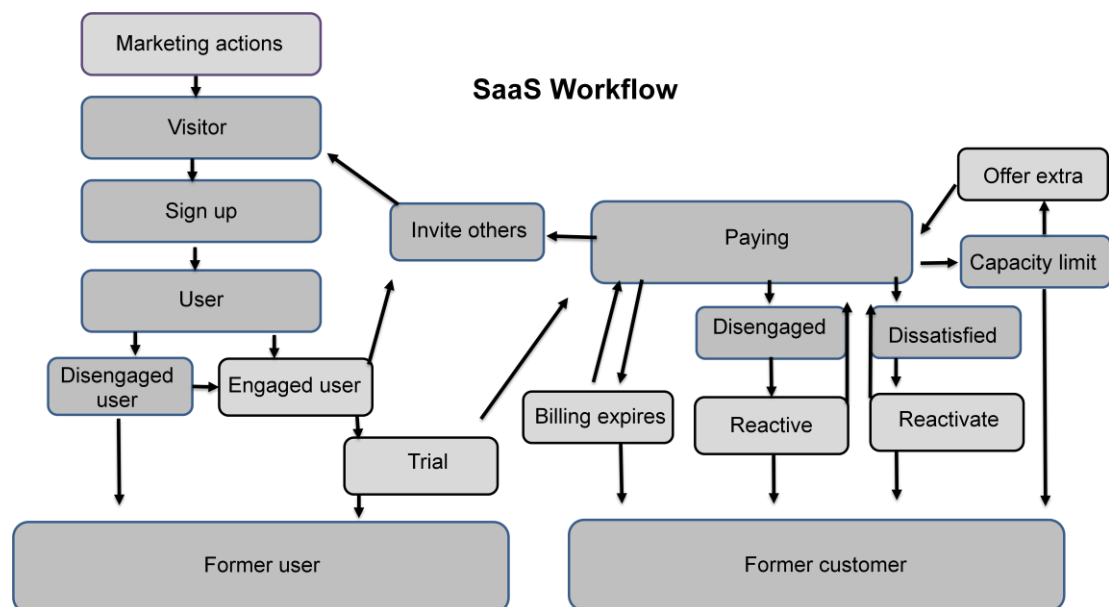 Marketing actions
SaaS Workflow
Visitor
Offer extra
Sign up
Invite others
Paying
Capacity limit
User
Disengaged
Dissatisfied
Disengaged
user
Engaged user
Billing expires
Reactive
Reactivate
Trial
Former user
Former customer